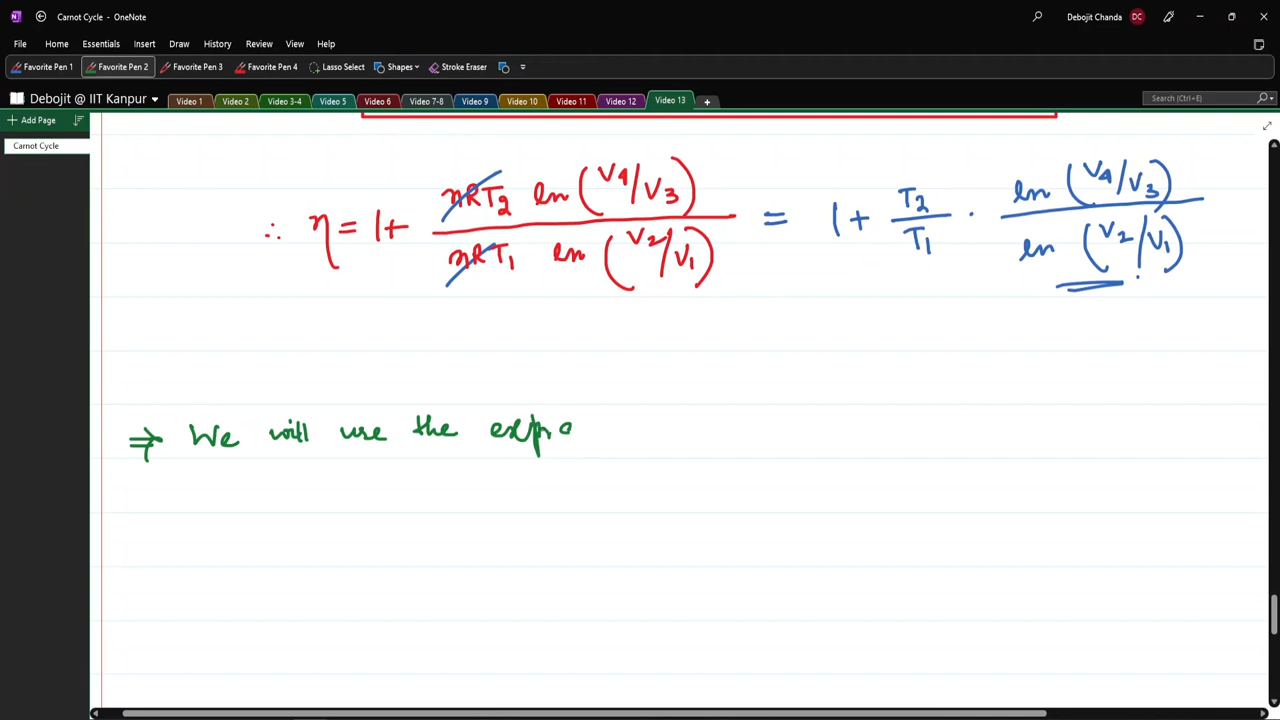 Carnot Cycle - OneNote
Debojit Chanda DC
File Home Essentials Insert Draw History Review View Help
Favorite Pen 1 Favorite Pen 2 Favorite Pen 3 Favorite Pen 4 Lasso Select Shapes Stroke Eraser
Debojit @ IIT Kanpur Video 1 Video 2 Video 3-4 Video 5 Video 6 Video 7-8 Video 9 Video 10 Video 11 Video 12 Video 13 + Search (Ctrl+E)
+ Add Page
Carnot Cycle
∴ η = 1 + nRT₂ ln (V₄/V₃) / nRT₁ ln (V₂/V₁) = 1 + T₂/T₁ · ln (V₄/V₃) / ln (V₂/V₁)
⇒ We will use the expre